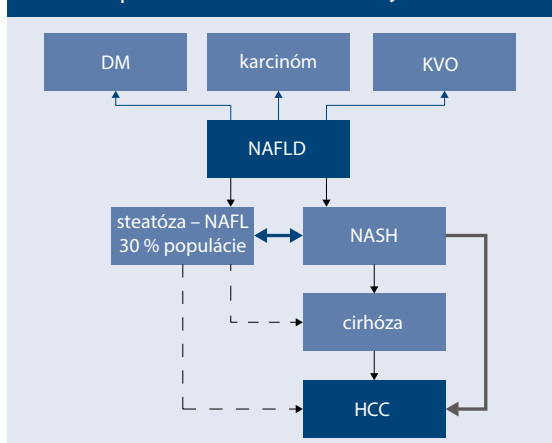 DM
karcinóm
KVO
NAFLD
steatóza – NAFL
30 % populácie
NASH
cirhóza
HCC